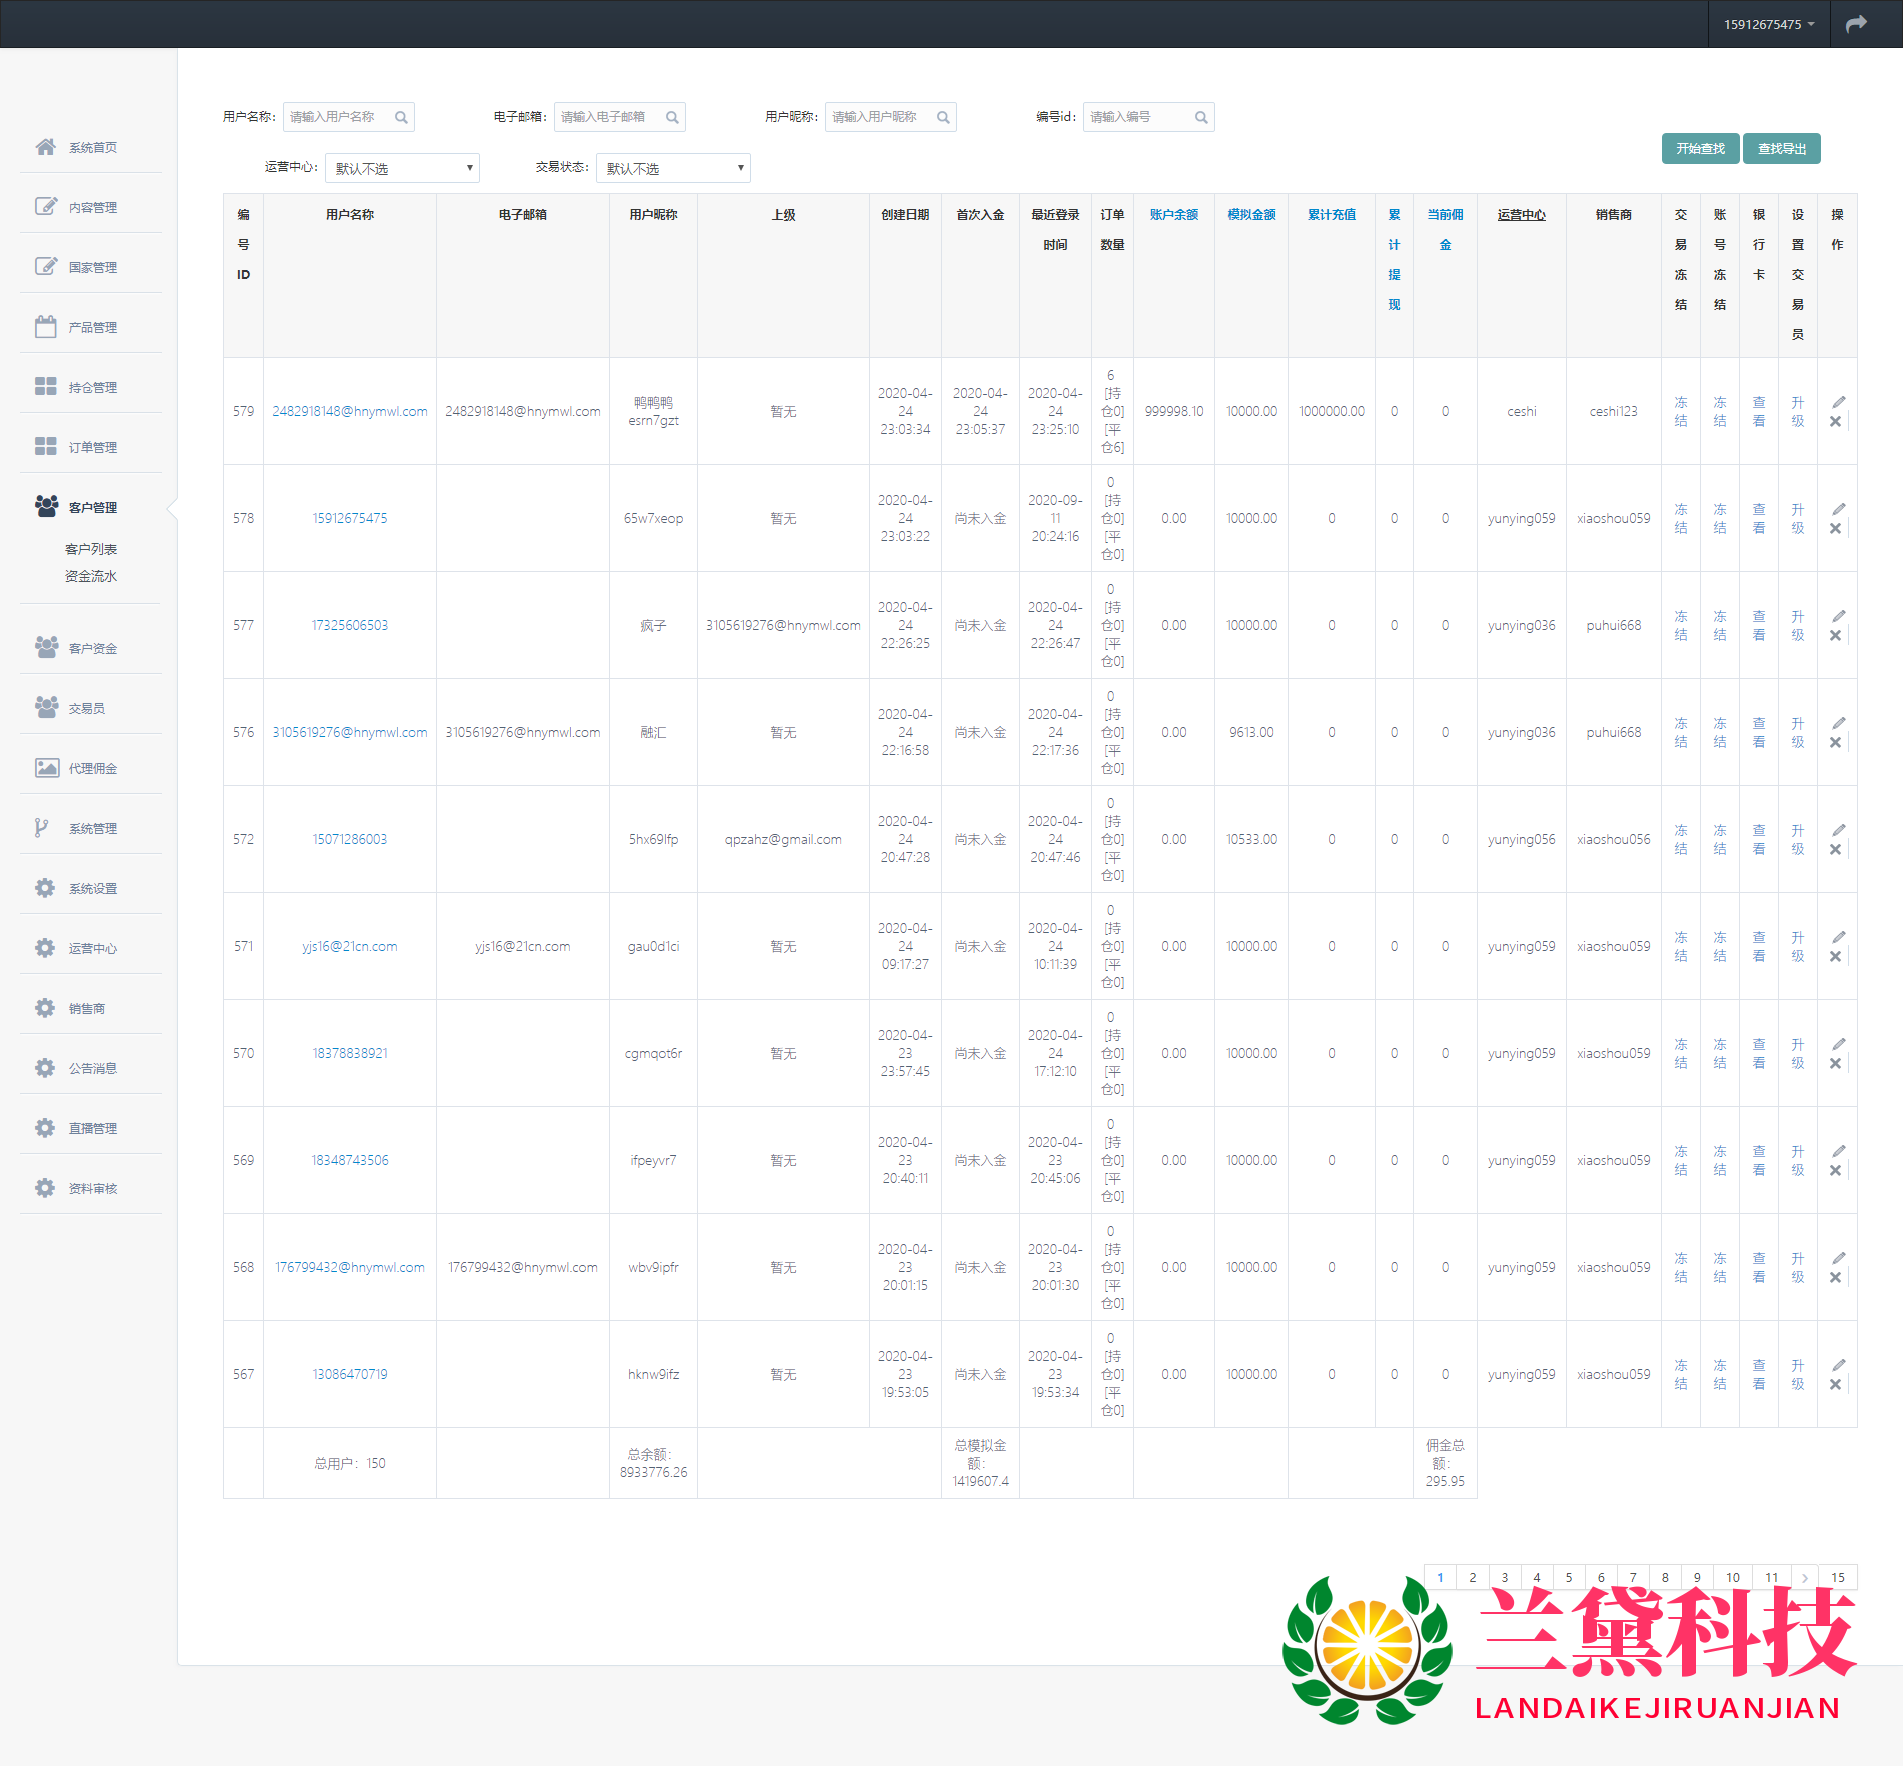 15912675475
系统首页
内容管理
国家管理
产品管理
持仓管理
订单管理
客户管理
客户列表
资金流水
客户资金
交易员
代理佣金
系统管理
系统设置
运营中心
销售商
公告消息
直播管理
资料审核
用户名称： 请输入用户名称 电子邮箱： 请输入电子邮箱 用户昵称： 请输入用户昵称 编号id： 请输入编号
运营中心： 默认不选 交易状态： 默认不选 开始查找 查找导出
编号ID 用户名称 电子邮箱 用户昵称 上级 创建日期 首次入金 最近登录时间 订单数量 账户余额 模拟金额 累计充值 累计提现 当前佣金 运营中心 销售商 交易冻结 账号冻结 银行卡 设置交易员 操作
579 2482918148@hnymwl.com 2482918148@hnymwl.com 鸭鸭鸭 esrn7gzt 暂无 2020-04-24 23:03:34 2020-04-24 23:05:37 2020-04-24 23:25:10 6 [持仓0] [平仓6] 999998.10 10000.00 1000000.00 0 0 ceshi ceshi123 冻结 冻结 查看 升级
578 15912675475 65w7xeop 暂无 2020-04-24 23:03:22 尚未入金 2020-09-11 20:24:16 0 [持仓0] [平仓0] 0.00 10000.00 0 0 0 yunying059 xiaoshou059 冻结 冻结 查看 升级
577 17325606503 疯子 3105619276@hnymwl.com 2020-04-24 22:26:25 尚未入金 2020-04-24 22:26:47 0 [持仓0] [平仓0] 0.00 10000.00 0 0 0 yunying036 puhui668 冻结 冻结 查看 升级
576 3105619276@hnymwl.com 3105619276@hnymwl.com 融汇 暂无 2020-04-24 22:16:58 尚未入金 2020-04-24 22:17:36 0 [持仓0] [平仓0] 0.00 9613.00 0 0 0 yunying036 puhui668 冻结 冻结 查看 升级
572 15071286003 5hx69lfp qpzahz@gmail.com 2020-04-24 20:47:28 尚未入金 2020-04-24 20:47:46 0 [持仓0] [平仓0] 0.00 10533.00 0 0 0 yunying056 xiaoshou056 冻结 冻结 查看 升级
571 yjs16@21cn.com yjs16@21cn.com gau0d1ci 暂无 2020-04-24 09:17:27 尚未入金 2020-04-24 10:11:39 0 [持仓0] [平仓0] 0.00 10000.00 0 0 0 yunying059 xiaoshou059 冻结 冻结 查看 升级
570 18378838921 cgmqot6r 暂无 2020-04-23 23:57:45 尚未入金 2020-04-24 17:12:10 0 [持仓0] [平仓0] 0.00 10000.00 0 0 0 yunying059 xiaoshou059 冻结 冻结 查看 升级
569 18348743506 ifpeyvr7 暂无 2020-04-23 20:40:11 尚未入金 2020-04-23 20:45:06 0 [持仓0] [平仓0] 0.00 10000.00 0 0 0 yunying059 xiaoshou059 冻结 冻结 查看 升级
568 176799432@hnymwl.com 176799432@hnymwl.com wbv9ipfr 暂无 2020-04-23 20:01:15 尚未入金 2020-04-23 20:01:30 0 [持仓0] [平仓0] 0.00 10000.00 0 0 0 yunying059 xiaoshou059 冻结 冻结 查看 升级
567 13086470719 hknw9ifz 暂无 2020-04-23 19:53:05 尚未入金 2020-04-23 19:53:34 0 [持仓0] [平仓0] 0.00 10000.00 0 0 0 yunying059 xiaoshou059 冻结 冻结 查看 升级
总用户：150 总余额：8933776.26 总模拟金额：1419607.4 佣金总额：295.95
1 2 3 4 5 6 7 8 9 10 11 > 15
兰黛科技
LANDAIKEJIRUANJIAN